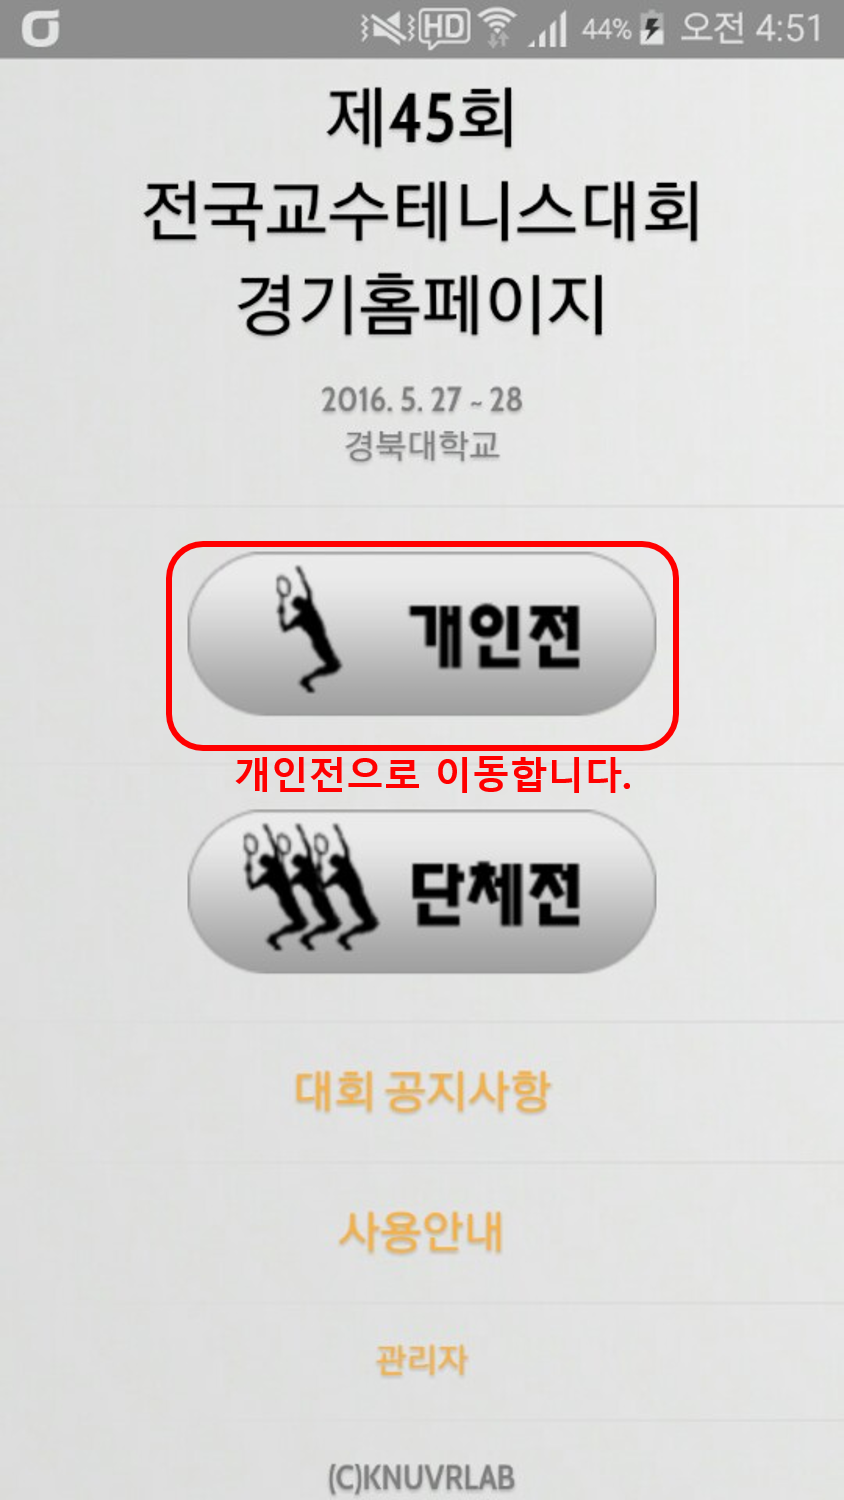 44% 오전 4:51
제45회
전국교수테니스대회
경기홈페이지
2016. 5. 27 ~ 28
경북대학교
개인전
개인전으로 이동합니다.
단체전
대회 공지사항
사용안내
관리자
(C)KNUVRLAB